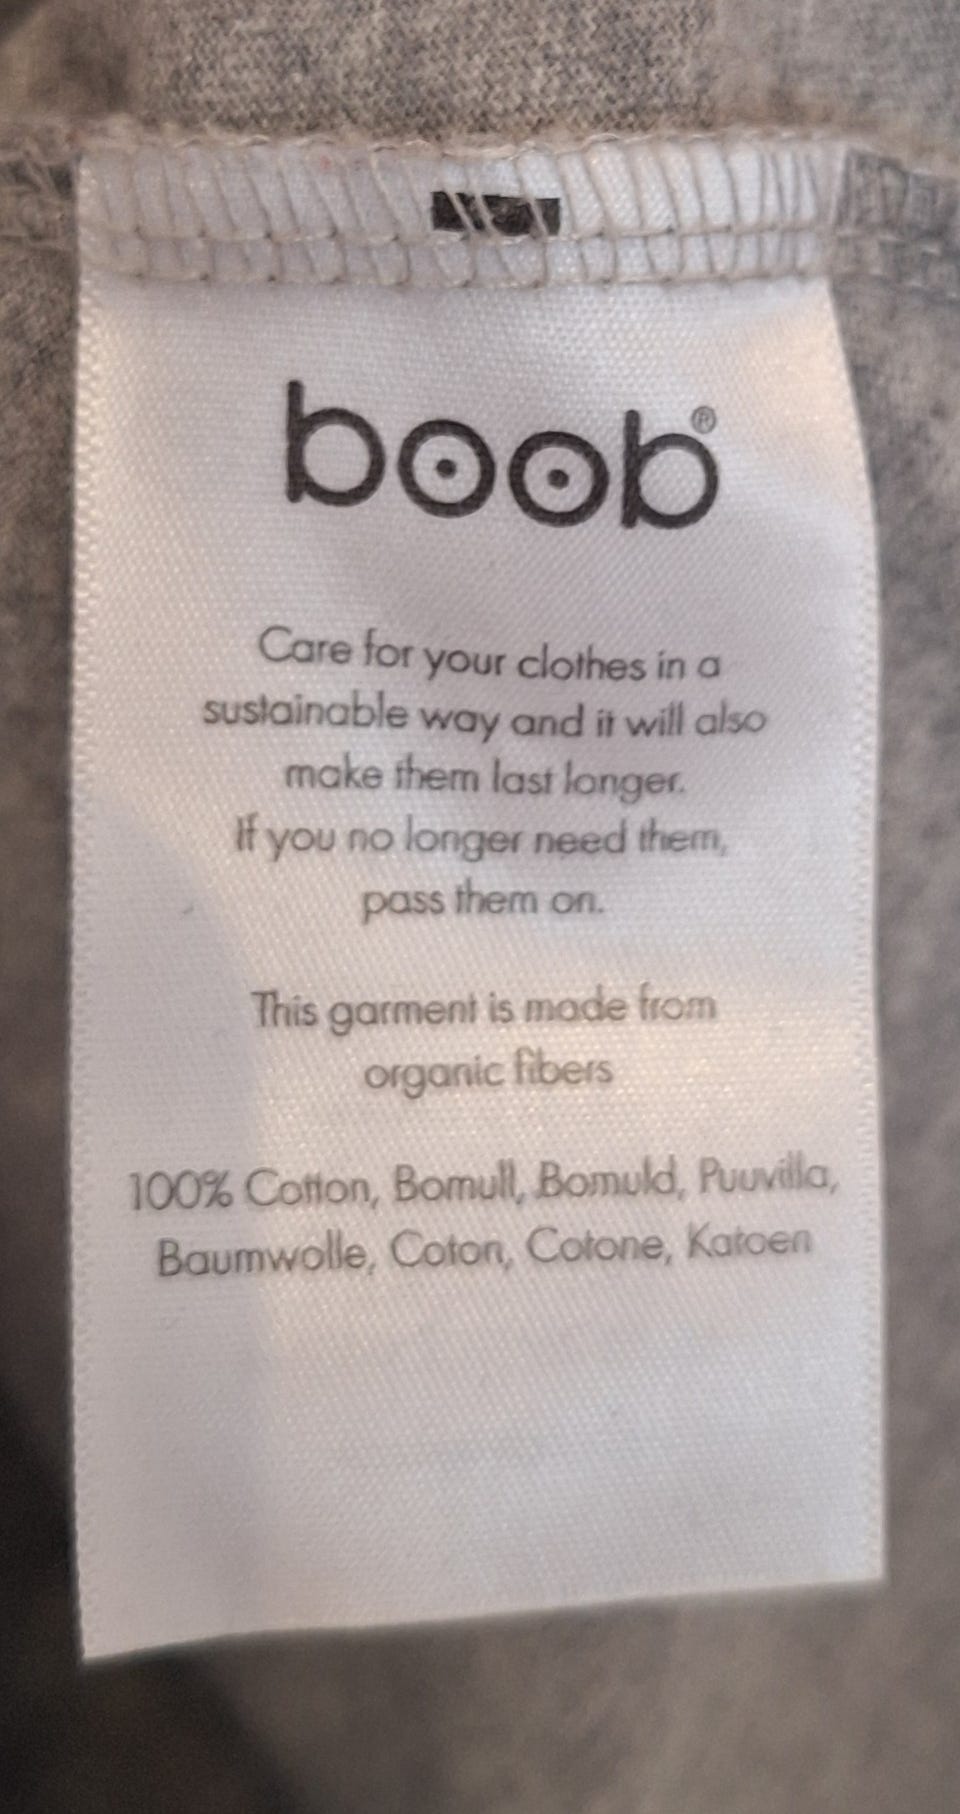 boob®
Care for your clothes in a
sustainable way and it will also
make them last longer.
If you no longer need them,
pass them on.
This garment is made from
organic fibers
100% Cotton, Bomull, Bomuld, Puuvilla,
Baumwolle, Coton, Cotone, Katoen